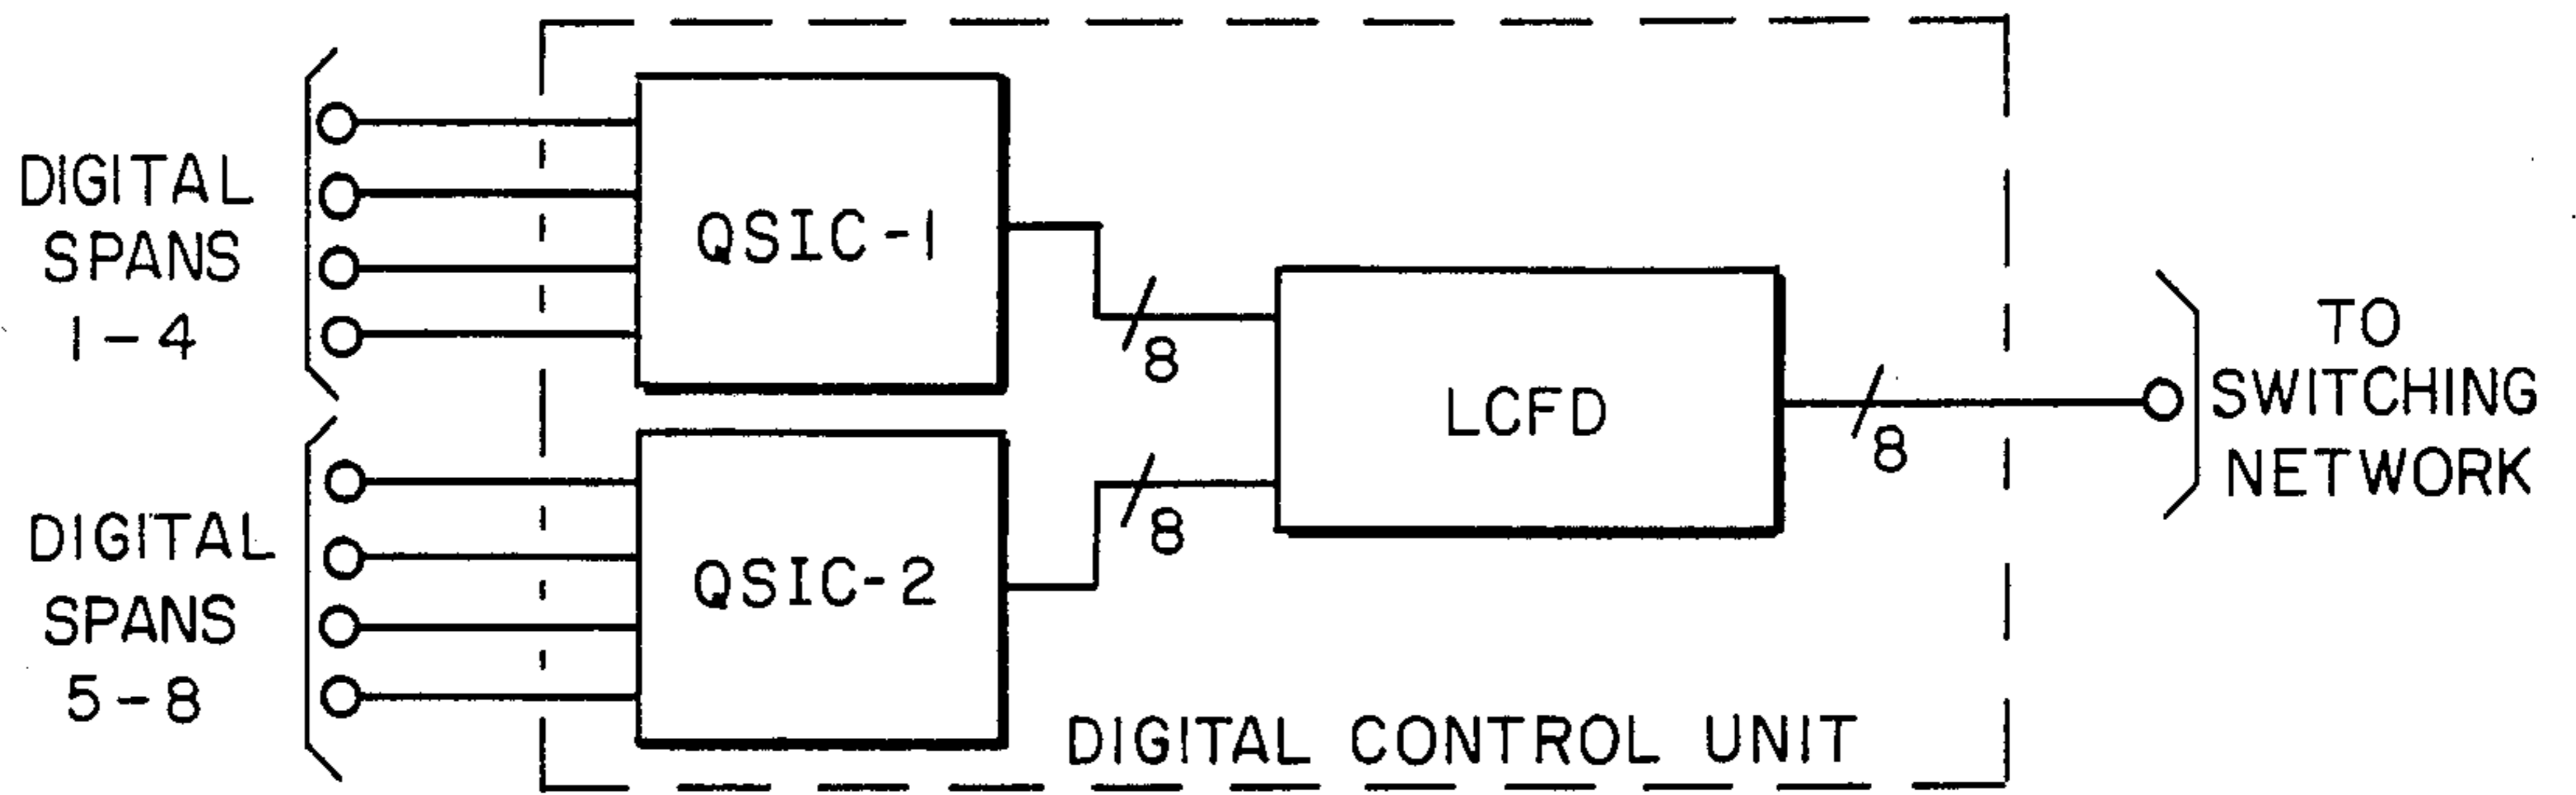 DIGITAL
SPANS
1-4
QSIC-1
8
LCFD
8
TO
SWITCHING
NETWORK
DIGITAL
SPANS
5-8
QSIC-2
8
DIGITAL CONTROL UNIT